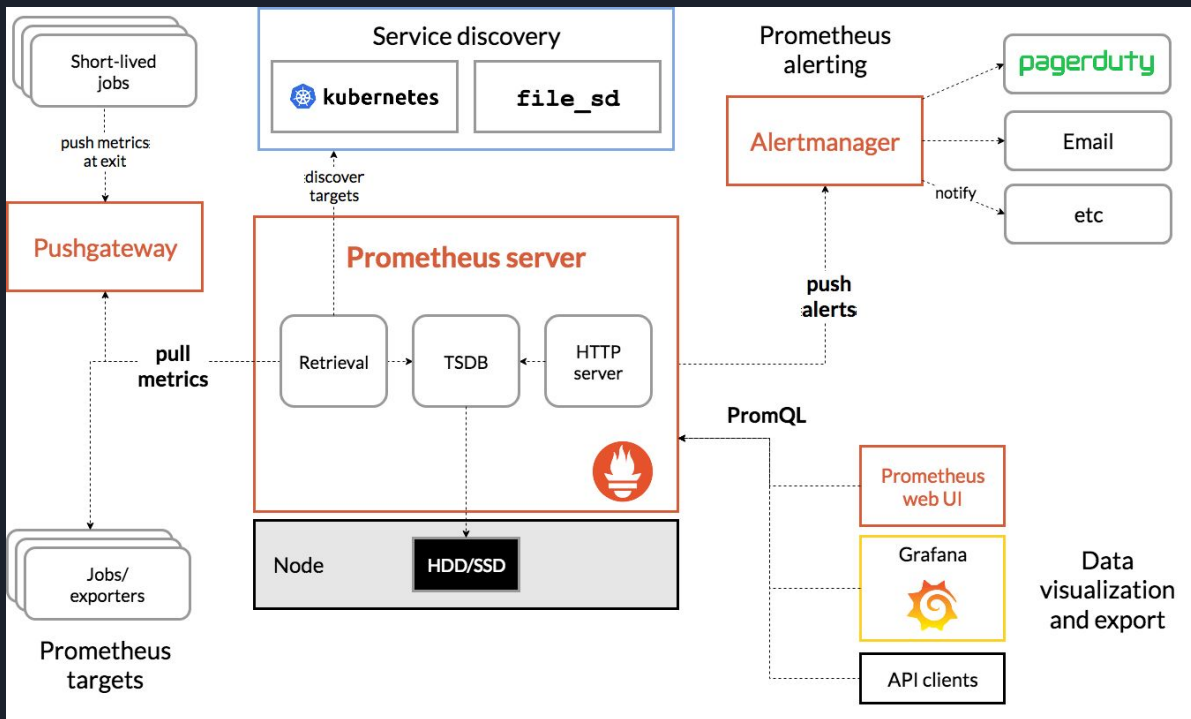 Short-lived
jobs
push metrics
at exit
Pushgateway
pull
metrics
Jobs/
exporters
Prometheus
targets
Service discovery
kubernetes
file_sd
discover
targets
Prometheus server
Retrieval
TSDB
HTTP
server
Node
HDD/SSD
Prometheus
alerting
Alertmanager
pagerduty
Email
etc
notify
push
alerts
PromQL
Prometheus
web UI
Grafana
API clients
Data
visualization
and export